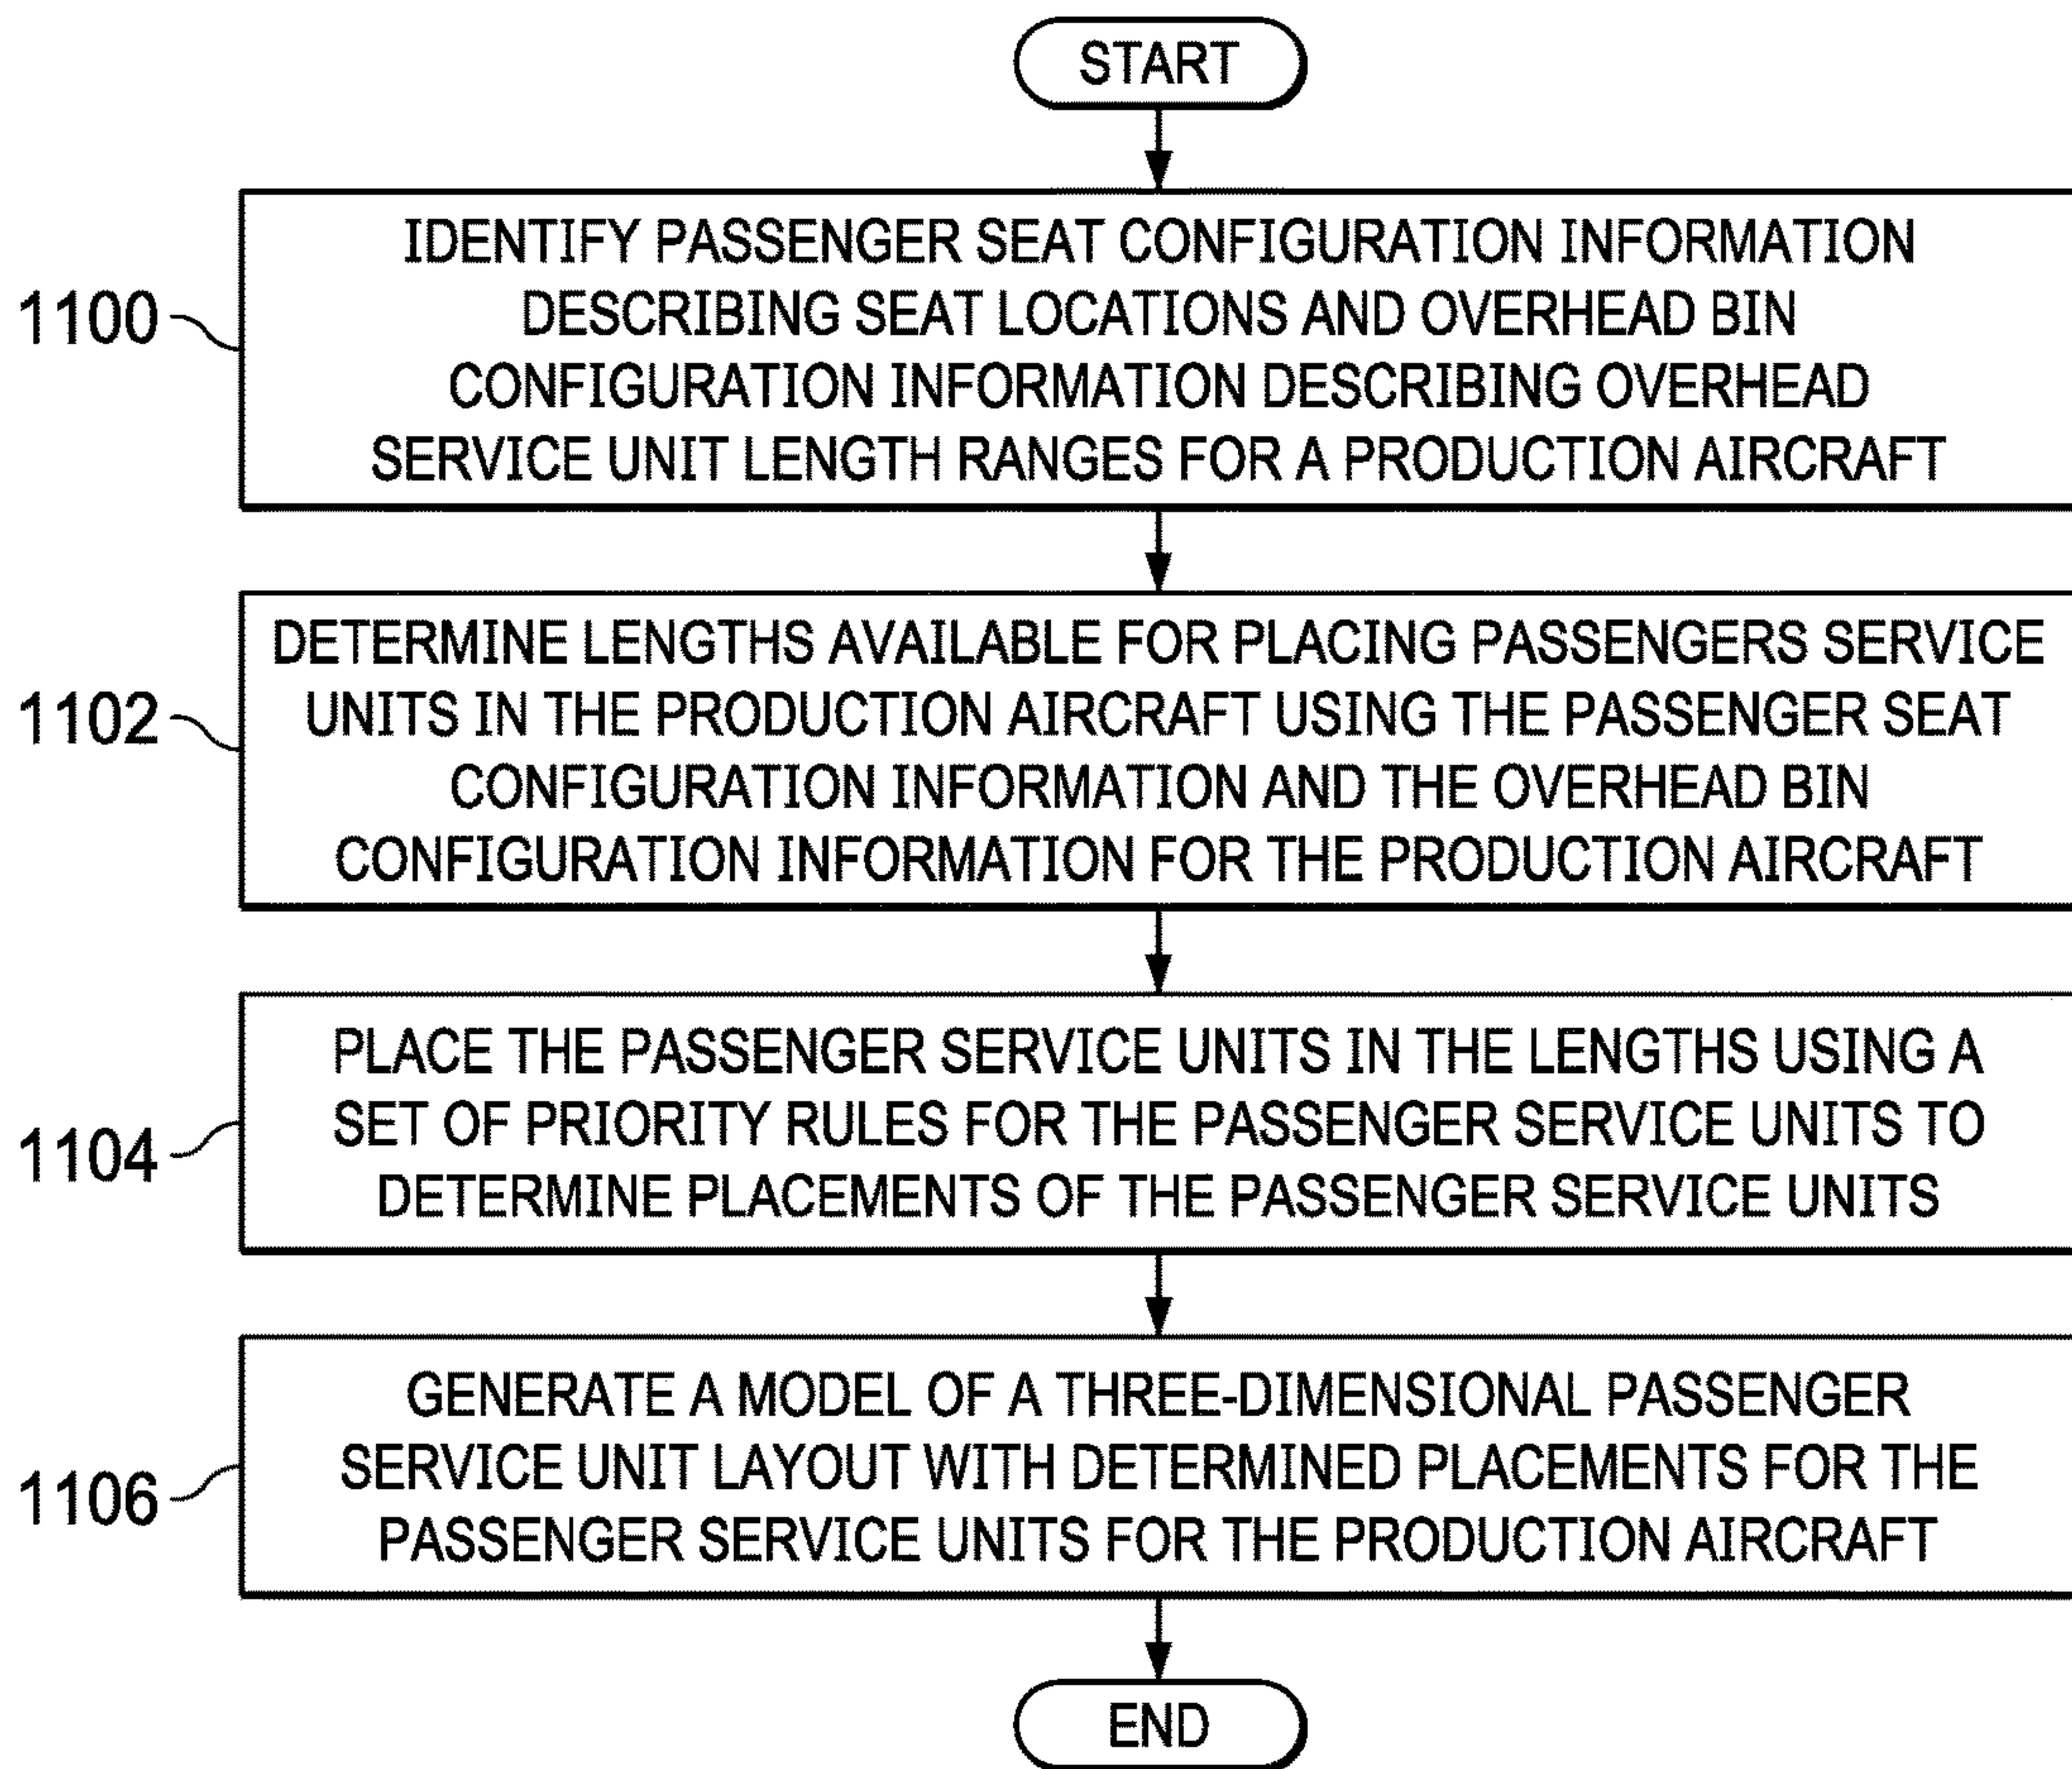 START
1100
IDENTIFY PASSENGER SEAT CONFIGURATION INFORMATION
DESCRIBING SEAT LOCATIONS AND OVERHEAD BIN
CONFIGURATION INFORMATION DESCRIBING OVERHEAD
SERVICE UNIT LENGTH RANGES FOR A PRODUCTION AIRCRAFT
1102
DETERMINE LENGTHS AVAILABLE FOR PLACING PASSENGERS SERVICE
UNITS IN THE PRODUCTION AIRCRAFT USING THE PASSENGER SEAT
CONFIGURATION INFORMATION AND THE OVERHEAD BIN
CONFIGURATION INFORMATION FOR THE PRODUCTION AIRCRAFT
1104
PLACE THE PASSENGER SERVICE UNITS IN THE LENGTHS USING A
SET OF PRIORITY RULES FOR THE PASSENGER SERVICE UNITS TO
DETERMINE PLACEMENTS OF THE PASSENGER SERVICE UNITS
1106
GENERATE A MODEL OF A THREE-DIMENSIONAL PASSENGER
SERVICE UNIT LAYOUT WITH DETERMINED PLACEMENTS FOR THE
PASSENGER SERVICE UNITS FOR THE PRODUCTION AIRCRAFT
END